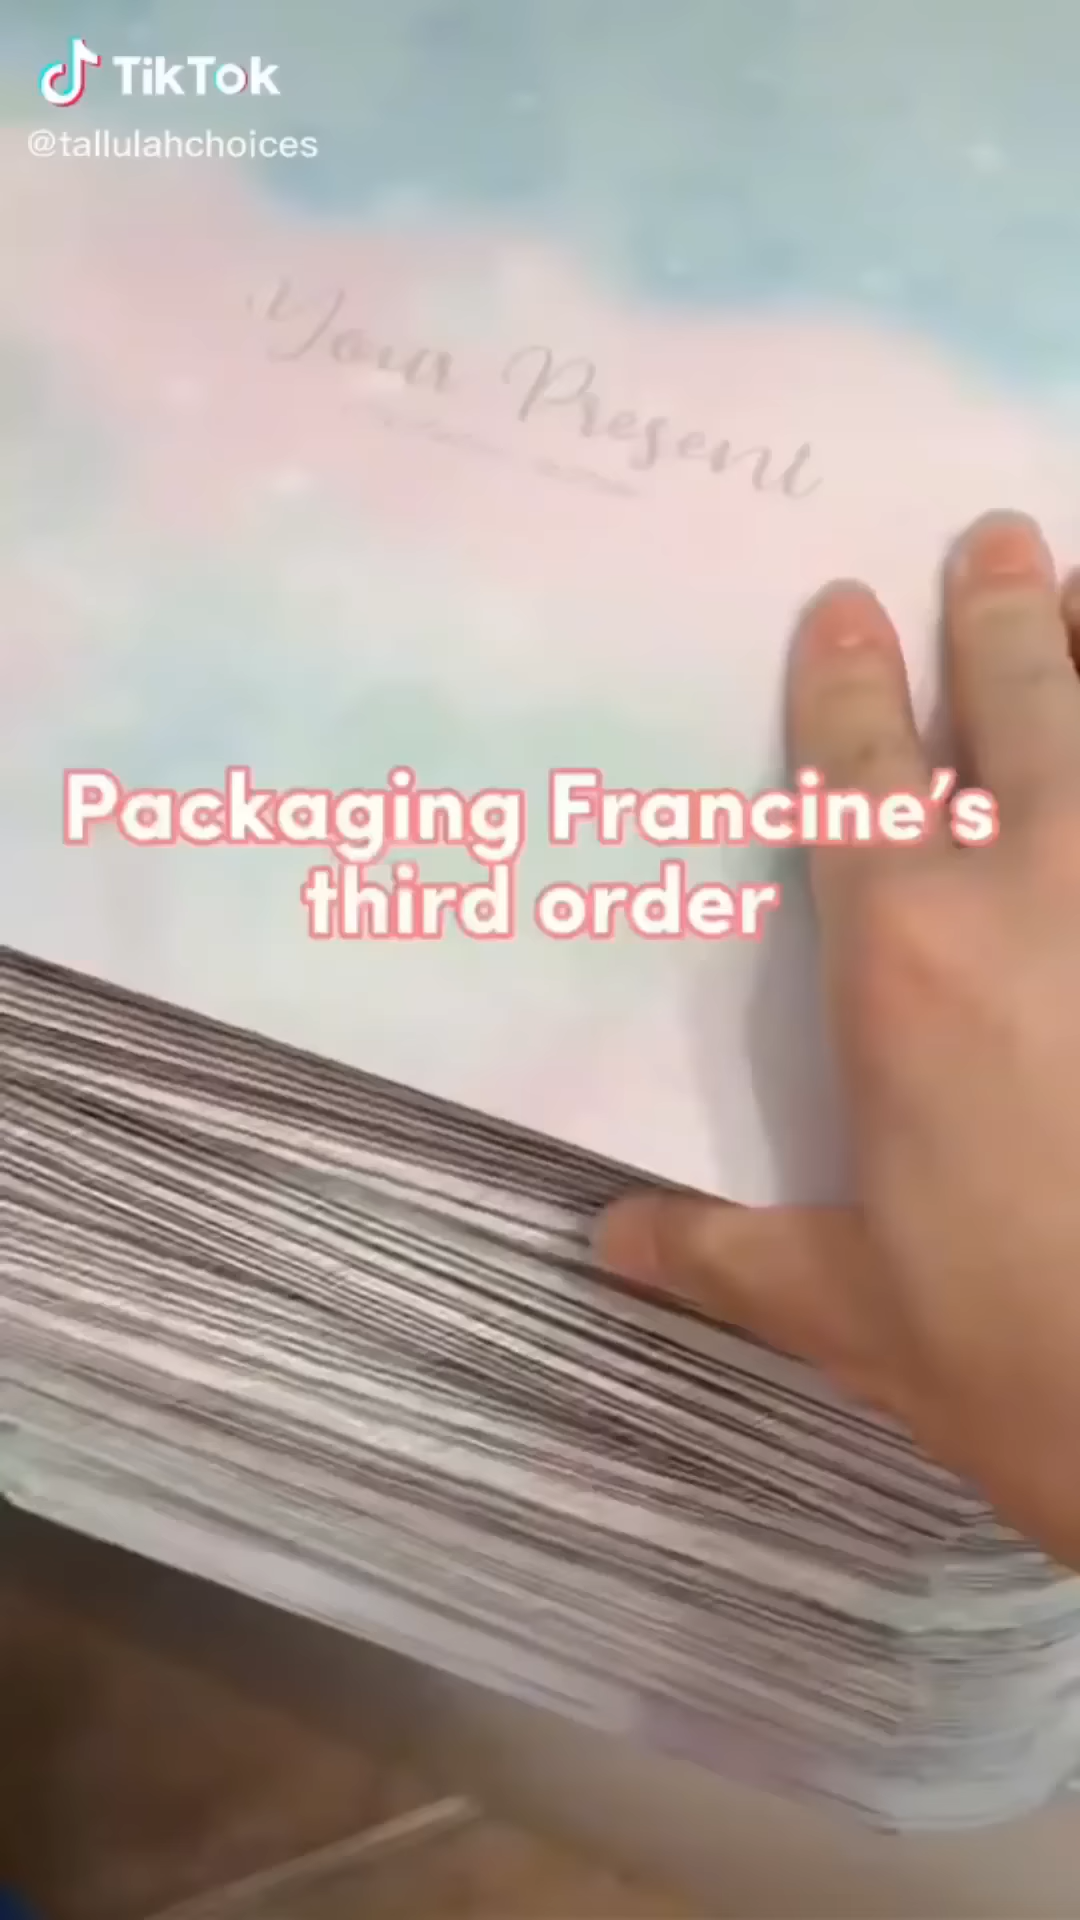 TikTok
@tallulahchoices
Your Present
Packaging Francine's
third order